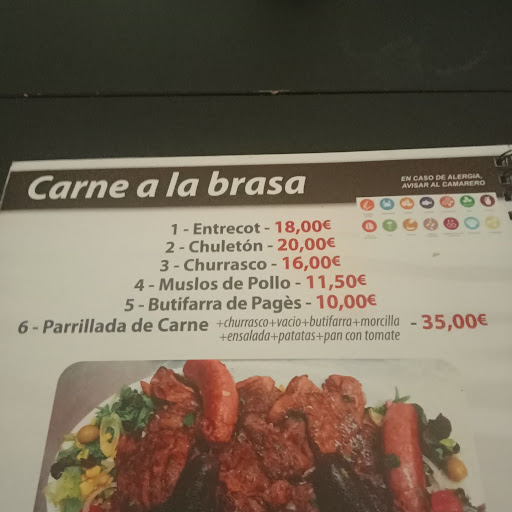 Carne a la brasa
EN CASO DE ALERGIA,
AVISAR AL CAMARERO
1 - Entrecot - 18,00€
2 - Chuletón - 20,00€
3 - Churrasco - 16,00€
4 - Muslos de Pollo - 11,50€
5 - Butifarra de Pagès - 10,00€
6 - Parrillada de Carne +churrasco+vacio+butifarra+morcilla - 35,00€
+ensalada+patatas+pan con tomate